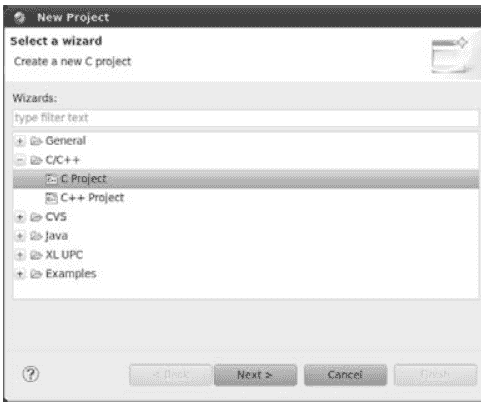 New Project
Select a wizard
Create a new C project
Wizards:
type filter text
General
C/C++
C Project
C++ Project
CVS
Java
XL UPC
Examples
? < Back Next > Cancel Finish